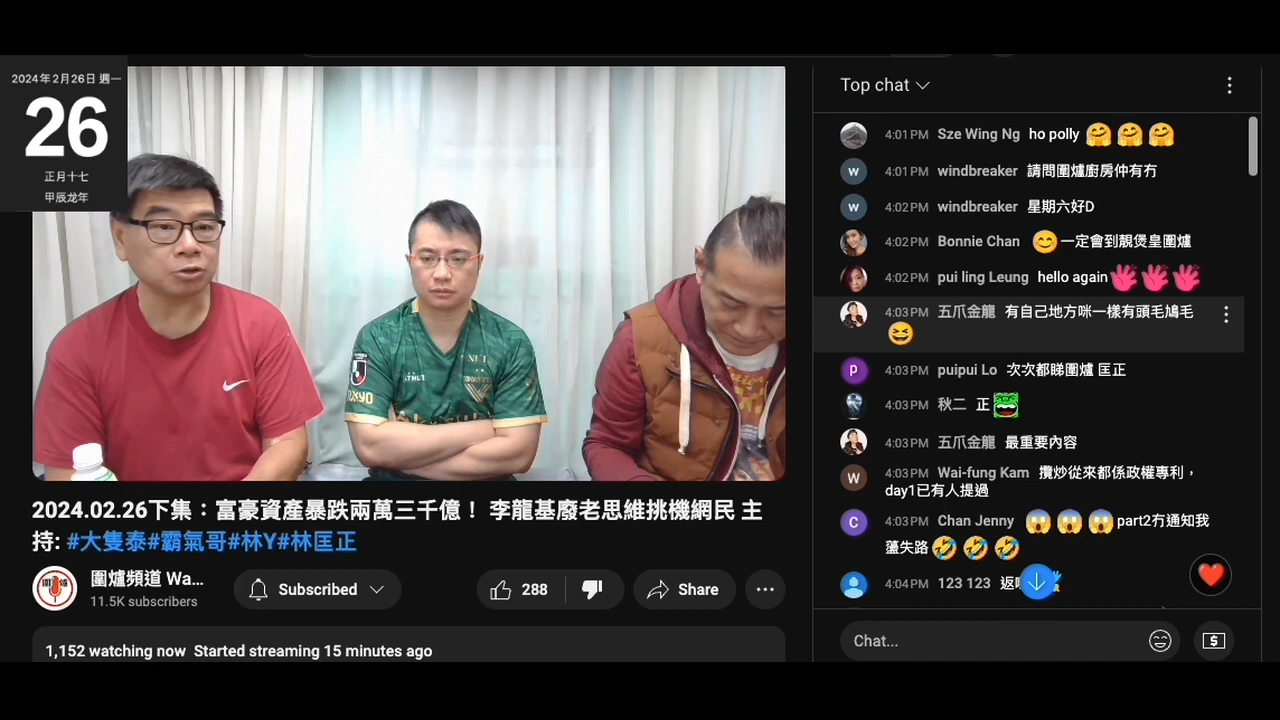 2024年2月26日 週一
26
正月十七
甲辰龙年
TOKYO
2024.02.26下集：富豪資產暴跌兩萬三千億！ 李龍基廢老思維挑機網民 主
持: #大隻泰#霸氣哥#林Y#林匡正
圍爐頻道 Wa...
11.5K subscribers
Subscribed
288
Share
1,152 watching now Started streaming 15 minutes ago
Top chat
4:01 PM Sze Wing Ng ho polly
4:01 PM windbreaker 請問圍爐廚房仲有冇
4:02 PM windbreaker 星期六好D
4:02 PM Bonnie Chan 一定會到靚煲皇圍爐
4:02 PM pui ling Leung hello again
4:03 PM 五爪金龍 有自己地方咪一樣有頭毛鳩毛
4:03 PM puipui Lo 次次都睇圍爐 匡正
4:03 PM 秋二 正
4:03 PM 五爪金龍 最重要內容
4:03 PM Wai-fung Kam 攬炒從來都係政權專利，
day1已有人提過
4:03 PM Chan Jenny part2冇通知我
蘯失路
4:04 PM 123 123 返
Chat...